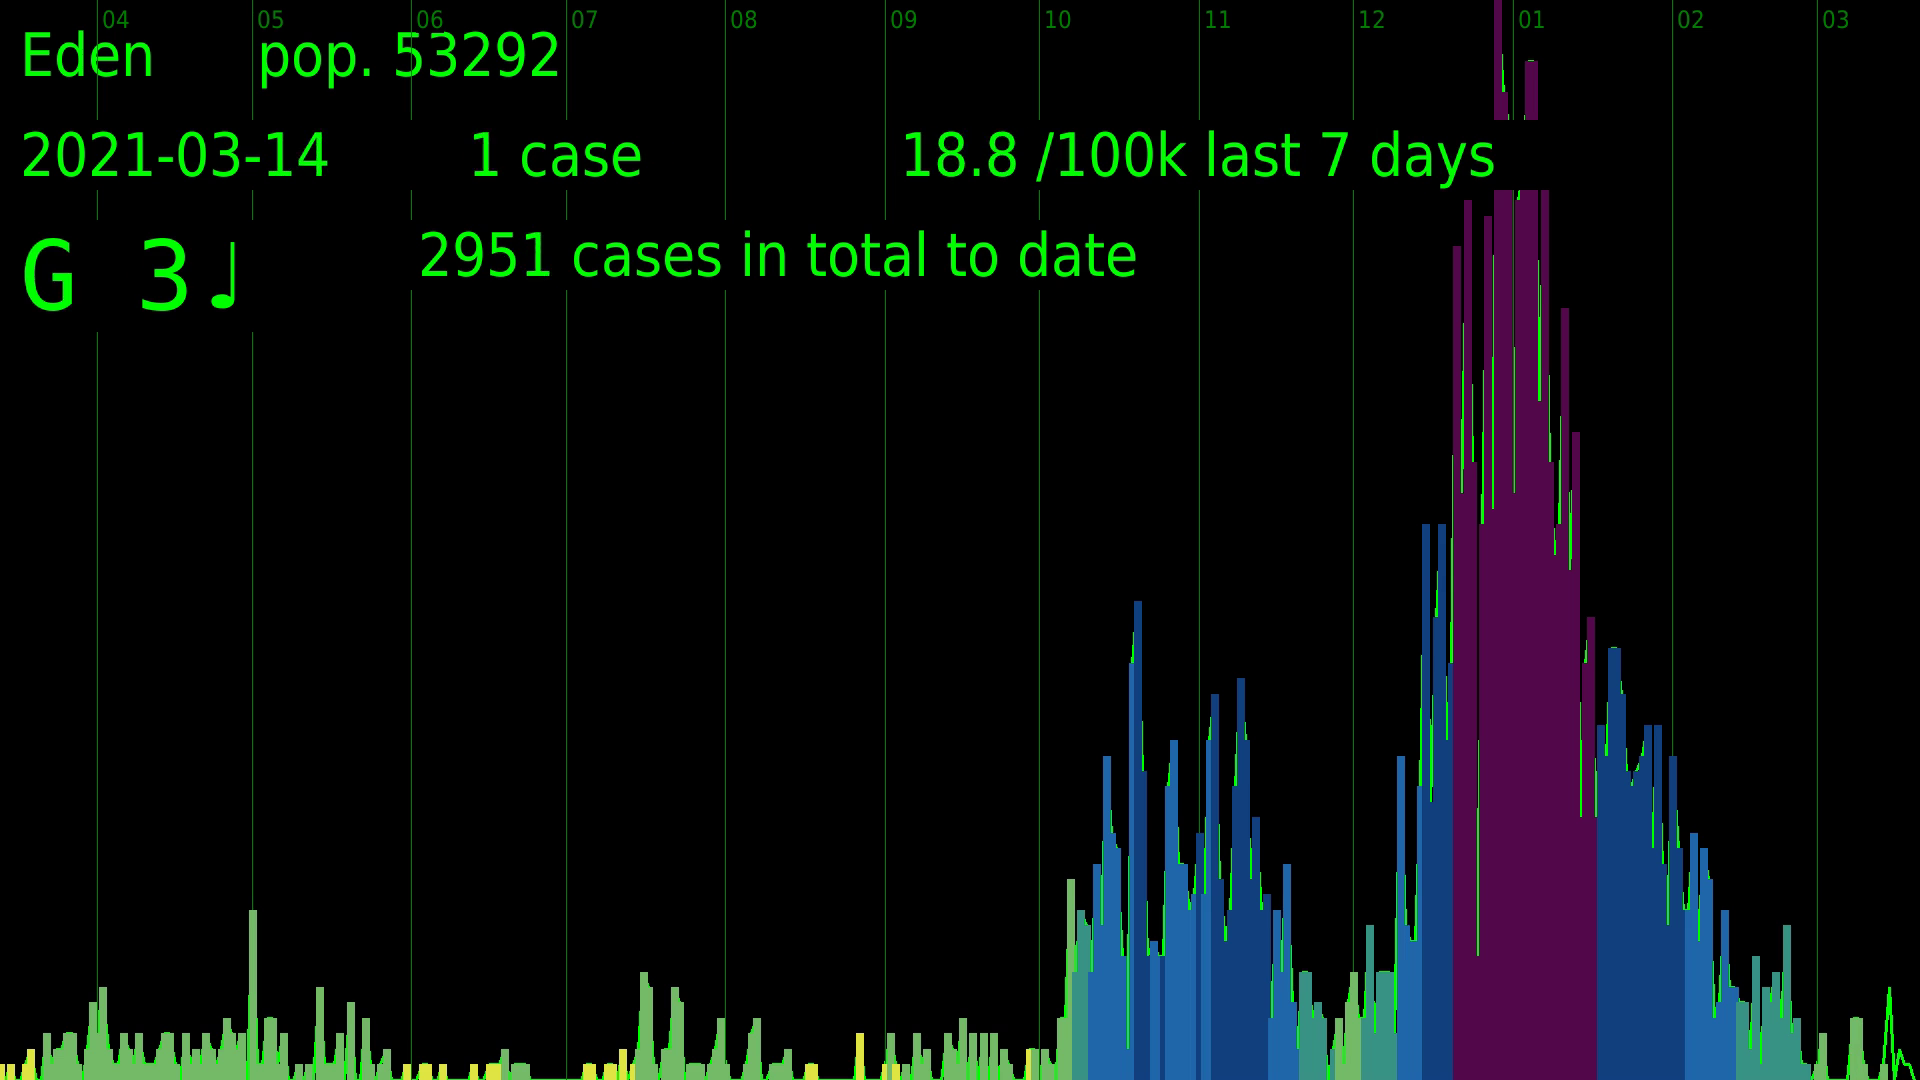 04 05 06 07 08 09 10 11 12 01 02 03
Eden pop. 53292
2021-03-14 1 case 18.8 /100k last 7 days
G 3♩ 2951 cases in total to date